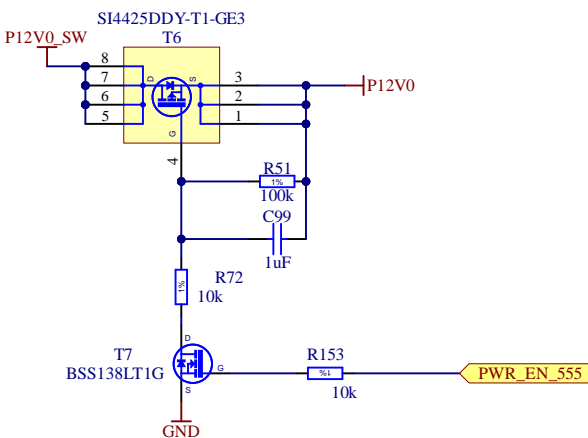 SI4425DDY-T1-GE3
P12V0_SW
T6
8
7
6
5
D
S
G
3
2
1
P12V0
4
R51
1%
100k
C99
1uF
1%
R72
10k
T7
BSS138LT1G
D
G
S
R153
1%
10k
PWR_EN_555
GND